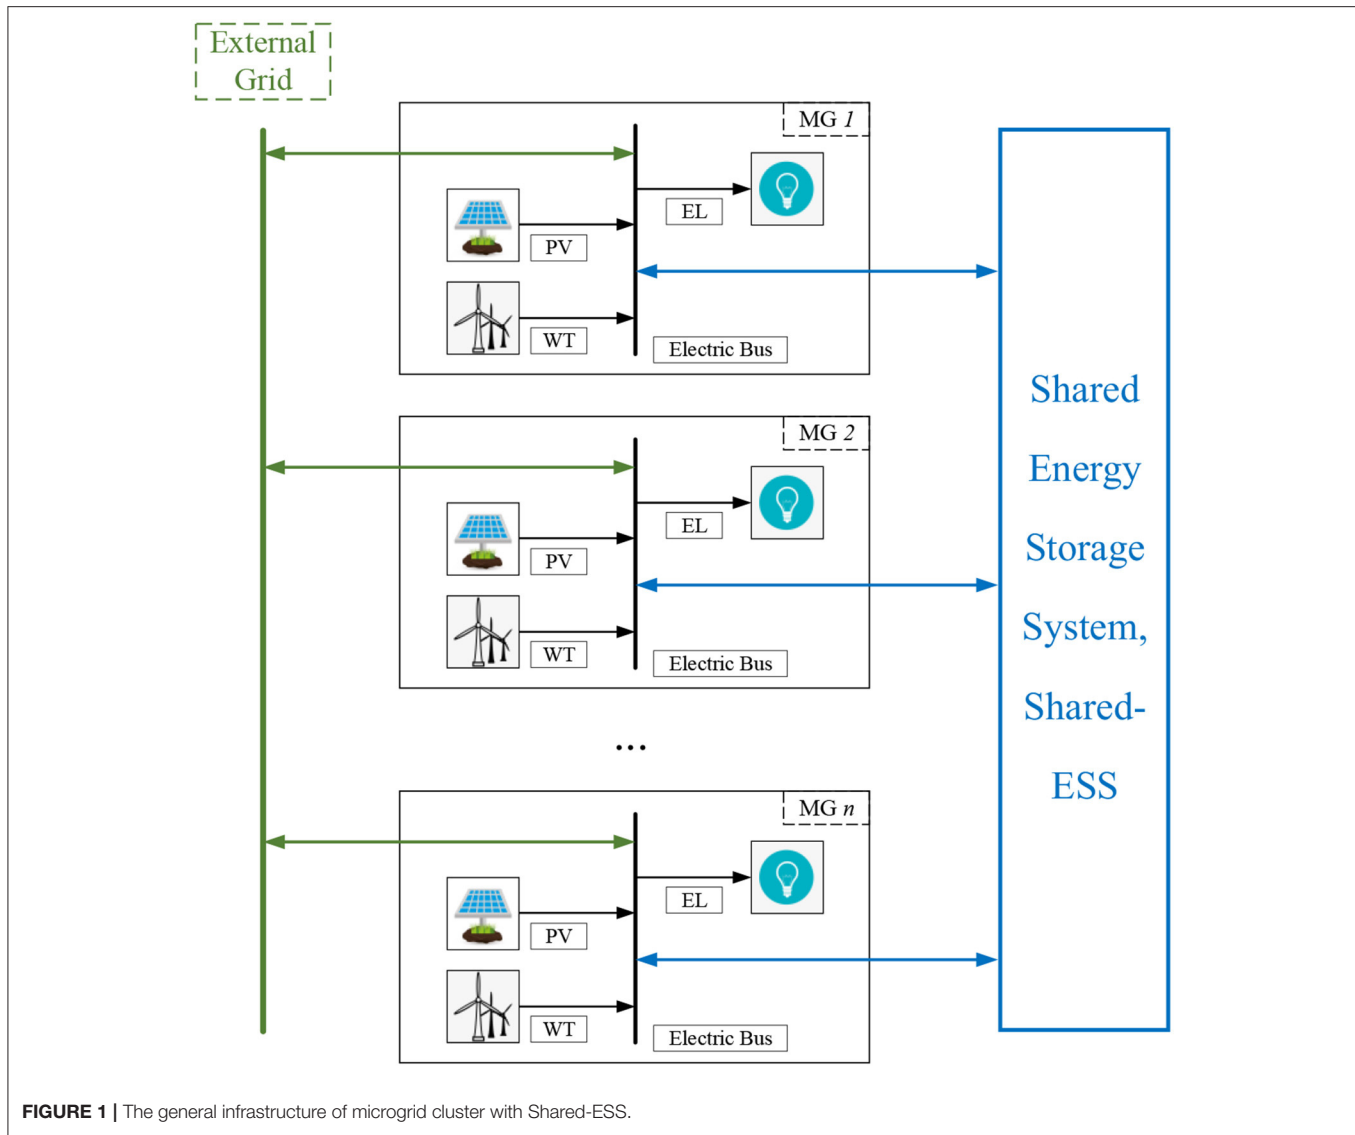 External
Grid
MG 1
EL
PV
WT
Electric Bus
MG 2
EL
PV
WT
Electric Bus
...
MG n
EL
PV
WT
Electric Bus
Shared
Energy
Storage
System,
Shared-
ESS
FIGURE 1 | The general infrastructure of microgrid cluster with Shared-ESS.